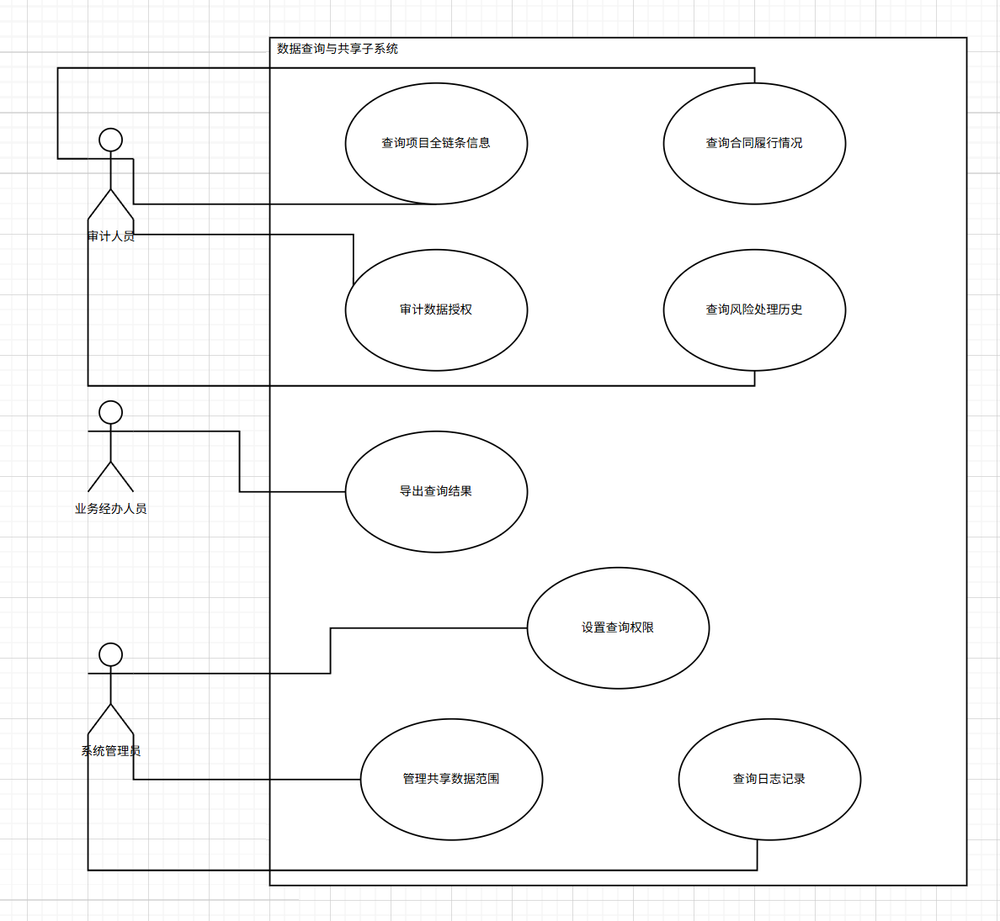 数据查询与共享子系统
查询项目全链条信息
查询合同履行情况
审计人员
审计数据授权
查询风险处理历史
导出查询结果
业务经办人员
设置查询权限
系统管理员
管理共享数据范围
查询日志记录